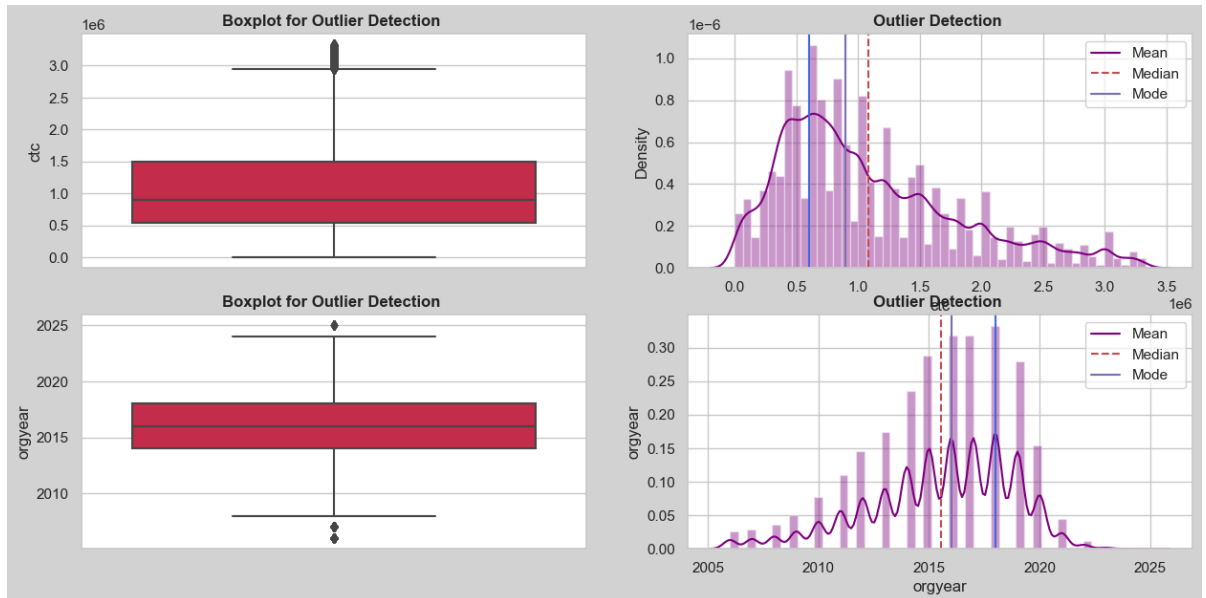 Boxplot for Outlier Detection
1e6
ctc
3.0
2.5
2.0
1.5
1.0
0.5
0.0
Outlier Detection
1e−6
Density
1.0
0.8
0.6
0.4
0.2
0.0
Mean
Median
Mode
0.0 0.5 1.0 1.5 2.0 2.5 3.0 3.5
ctc
1e6
Boxplot for Outlier Detection
orgyear
2025
2020
2015
2010
Outlier Detection
orgyear
0.30
0.25
0.20
0.15
0.10
0.05
0.00
Mean
Median
Mode
2005 2010 2015 2020 2025
orgyear